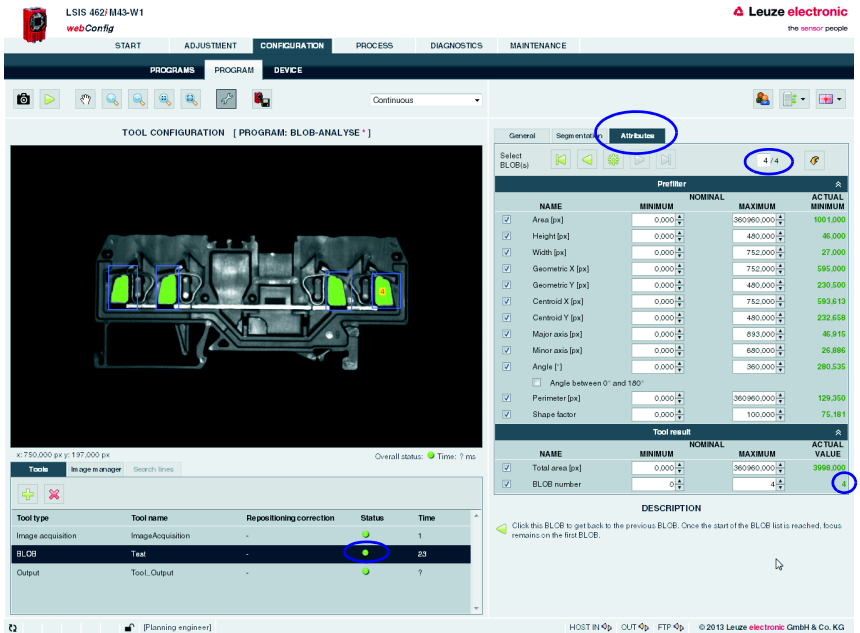 LSIS 462i M43-W1
webConfig
Leuze electronic
the sensor people
START ADJUSTMENT CONFIGURATION PROCESS DIAGNOSTICS MAINTENANCE
PROGRAMS PROGRAM DEVICE
Continuous
TOOL CONFIGURATION [ PROGRAM: BLOB-ANALYSE * ]
4
x: 750,000 px y: 197,000 px
Overall status: Time: ? ms
Tools Image manager Search lines
Tool type Tool name Repositioning correction Status Time
Image acquisition ImageAcquisition - 1
BLOB Test - 23
Output Tool_Output - ?
General Segmentation Attributes
Select
BLOB(s)
4 / 4
Prefilter
NOMINAL ACTUAL
NAME MINIMUM MAXIMUM MINIMUM
Area [px] 0,000 360960,000 1001,000
Height [px] 0,000 480,000 46,000
Width [px] 0,000 752,000 27,000
Geometric X [px] 0,000 752,000 595,000
Geometric Y [px] 0,000 480,000 230,500
Centroid X [px] 0,000 752,000 593,613
Centroid Y [px] 0,000 480,000 232,658
Major axis [px] 0,000 893,000 46,915
Minor axis [px] 0,000 680,000 26,886
Angle [°] 0,000 360,000 280,535
Angle between 0° and 180°
Perimeter [px] 0,000 360960,000 129,350
Shape factor 0,000 100,000 75,181
Tool result
NOMINAL ACTUAL
NAME MINIMUM MAXIMUM VALUE
Total area [px] 0,000 360960,000 3998,000
BLOB number 0 4 4
DESCRIPTION
Click this BLOB to get back to the previous BLOB. Once the start of the BLOB list is reached, focus
remains on the first BLOB.
[Planning engineer]
HOST IN OUT FTP © 2013 Leuze electronic GmbH & Co. KG